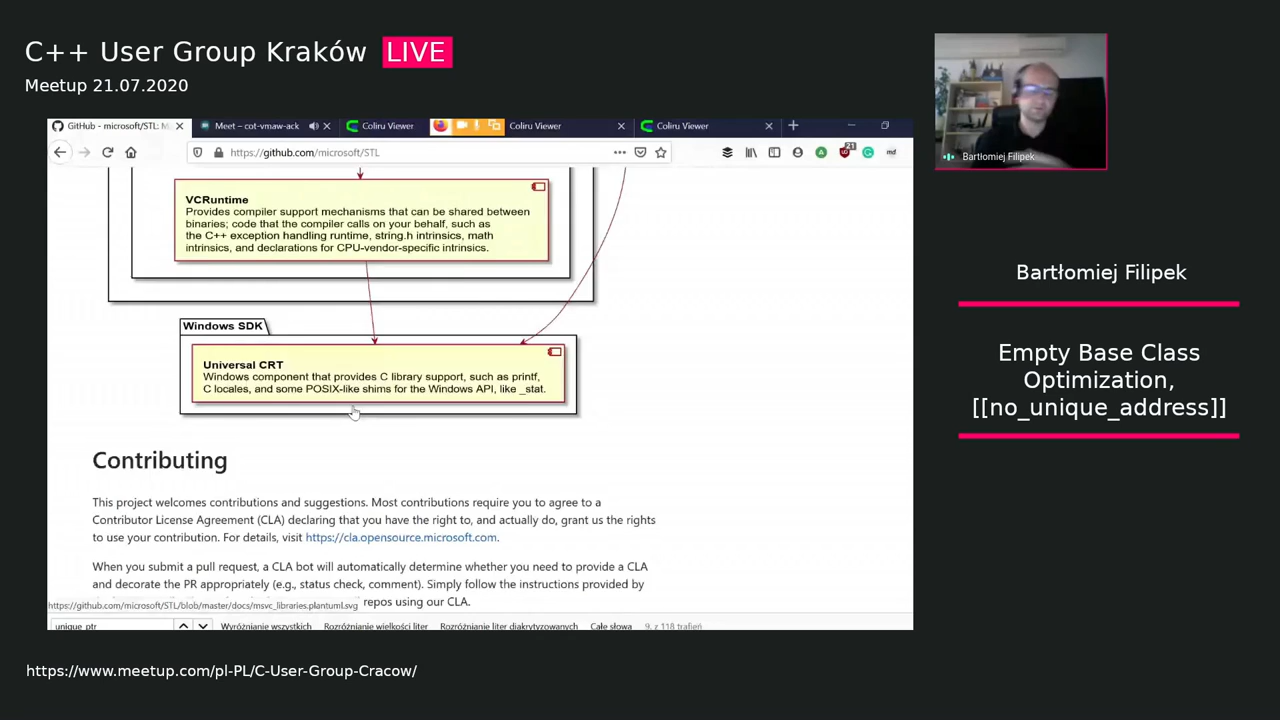 C++ User Group Kraków LIVE
Meetup 21.07.2020
GitHub - microsoft/STL: M
Meet – cot-vmaw-ack
Coliru Viewer
Coliru Viewer
Coliru Viewer
https://github.com/microsoft/STL
21
md
VCRuntime
Provides compiler support mechanisms that can be shared between
binaries; code that the compiler calls on your behalf, such as
the C++ exception handling runtime, string.h intrinsics, math
intrinsics, and declarations for CPU-vendor-specific intrinsics.
Windows SDK
Universal CRT
Windows component that provides C library support, such as printf,
C locales, and some POSIX-like shims for the Windows API, like _stat.
Contributing
This project welcomes contributions and suggestions. Most contributions require you to agree to a
Contributor License Agreement (CLA) declaring that you have the right to, and actually do, grant us the rights
to use your contribution. For details, visit https://cla.opensource.microsoft.com.
When you submit a pull request, a CLA bot will automatically determine whether you need to provide a CLA
and decorate the PR appropriately (e.g., status check, comment). Simply follow the instructions provided by
https://github.com/microsoft/STL/blob/master/docs/msvc_libraries.plantuml.svg repos using our CLA.
unique_ptr Wyróżnianie wszystkich Rozróżnianie wielkości liter Rozróżnianie liter diakrytyzowanych Całe słowa 9. z 118 trafień
Bartłomiej Filipek
Bartłomiej Filipek
Empty Base Class
Optimization,
[[no_unique_address]]
https://www.meetup.com/pl-PL/C-User-Group-Cracow/